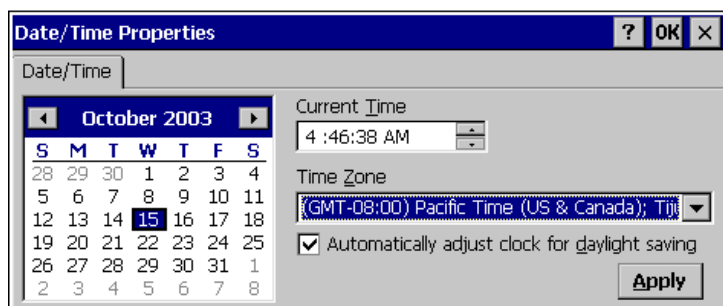 Date/Time Properties ? OK ×
Date/Time
October 2003
S M T W T F S
28 29 30 1 2 3 4
5 6 7 8 9 10 11
12 13 14 15 16 17 18
19 20 21 22 23 24 25
26 27 28 29 30 31 1
2 3 4 5 6 7 8
Current Time
4 :46:38 AM
Time Zone
(GMT-08:00) Pacific Time (US & Canada); Tij
Automatically adjust clock for daylight saving
Apply